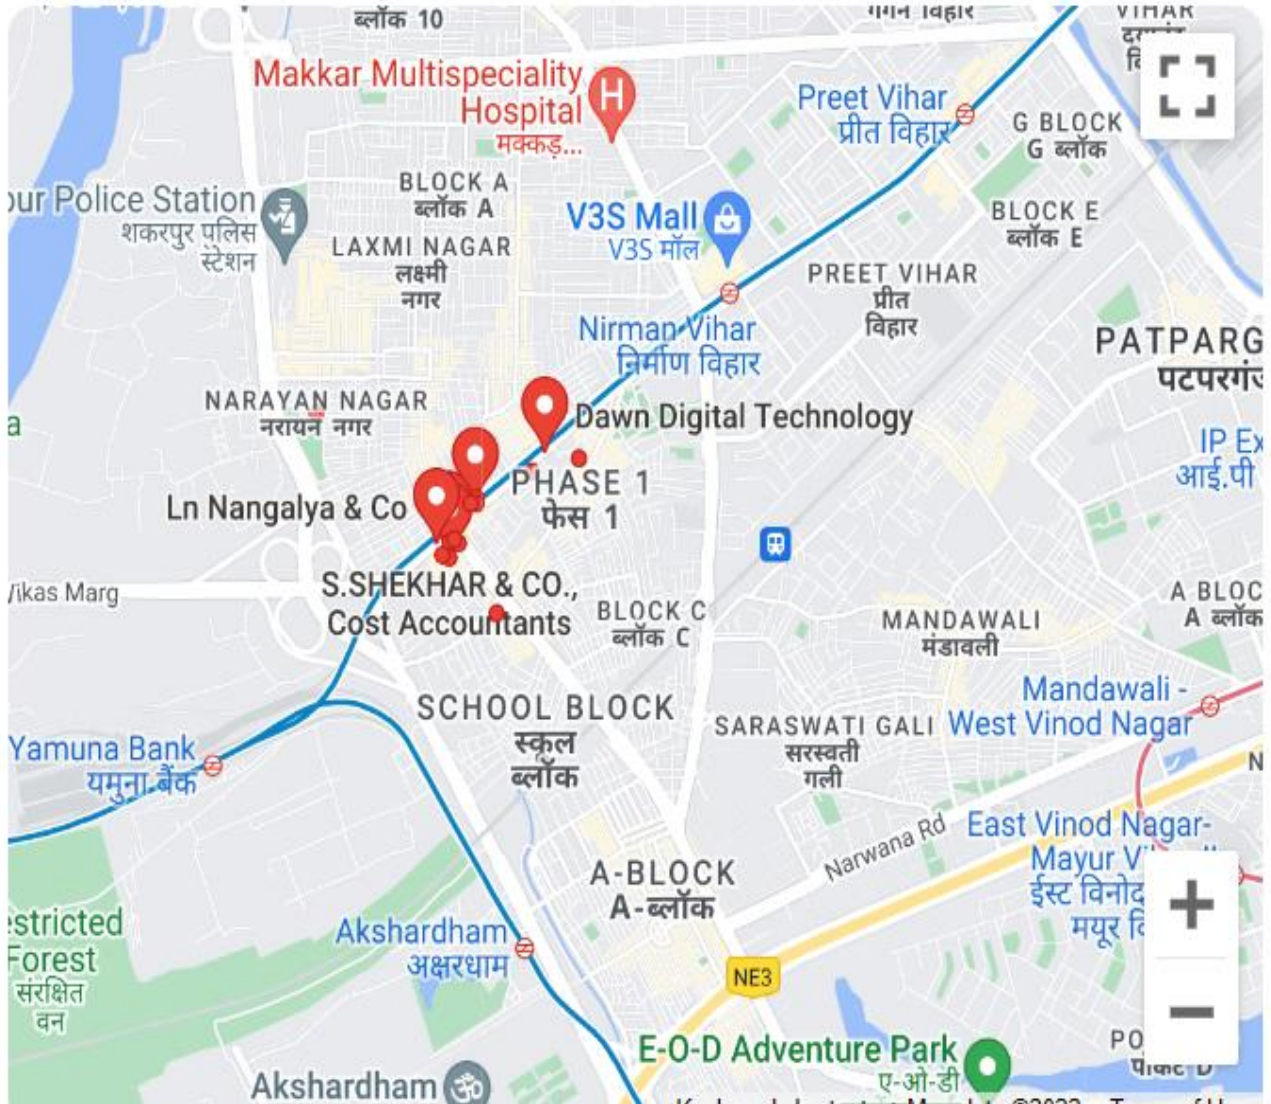 ब्लॉक 10
गगन विहार
VIHAR
Makkar Multispeciality
Hospital
मक्कड़...
Preet Vihar
प्रीत विहार
G BLOCK
G ब्लॉक
BLOCK A
ब्लॉक A
our Police Station
शकरपुर पुलिस
स्टेशन
V3S Mall
V3S मॉल
BLOCK E
ब्लॉक E
LAXMI NAGAR
लक्ष्मी
नगर
PREET VIHAR
प्रीत
विहार
Nirman Vihar
निर्माण विहार
PATPARG
पटपरगंज
NARAYAN NAGAR
नरायन नगर
a
Dawn Digital Technology
IP Ex
आई.पी
PHASE 1
फेस 1
Ln Nangalya & Co
S.SHEKHAR & CO.,
Cost Accountants
Vikas Marg
BLOCK C
ब्लॉक C
MANDAWALI
मंडावली
A BLOC
A ब्लॉक
SCHOOL BLOCK
स्कूल
ब्लॉक
Mandawali -
West Vinod Nagar
SARASWATI GALI
सरस्वती
गली
Yamuna Bank
यमुना बैंक
N
Narwana Rd
East Vinod Nagar-
Mayur
ईस्ट विनोद
मयूर वि
A-BLOCK
A-ब्लॉक
estricted
Forest
संरक्षित
वन
Akshardham
अक्षरधाम
NE3
E-O-D Adventure Park
ए-ओ-डी
PO
पॉकेट D
Akshardham